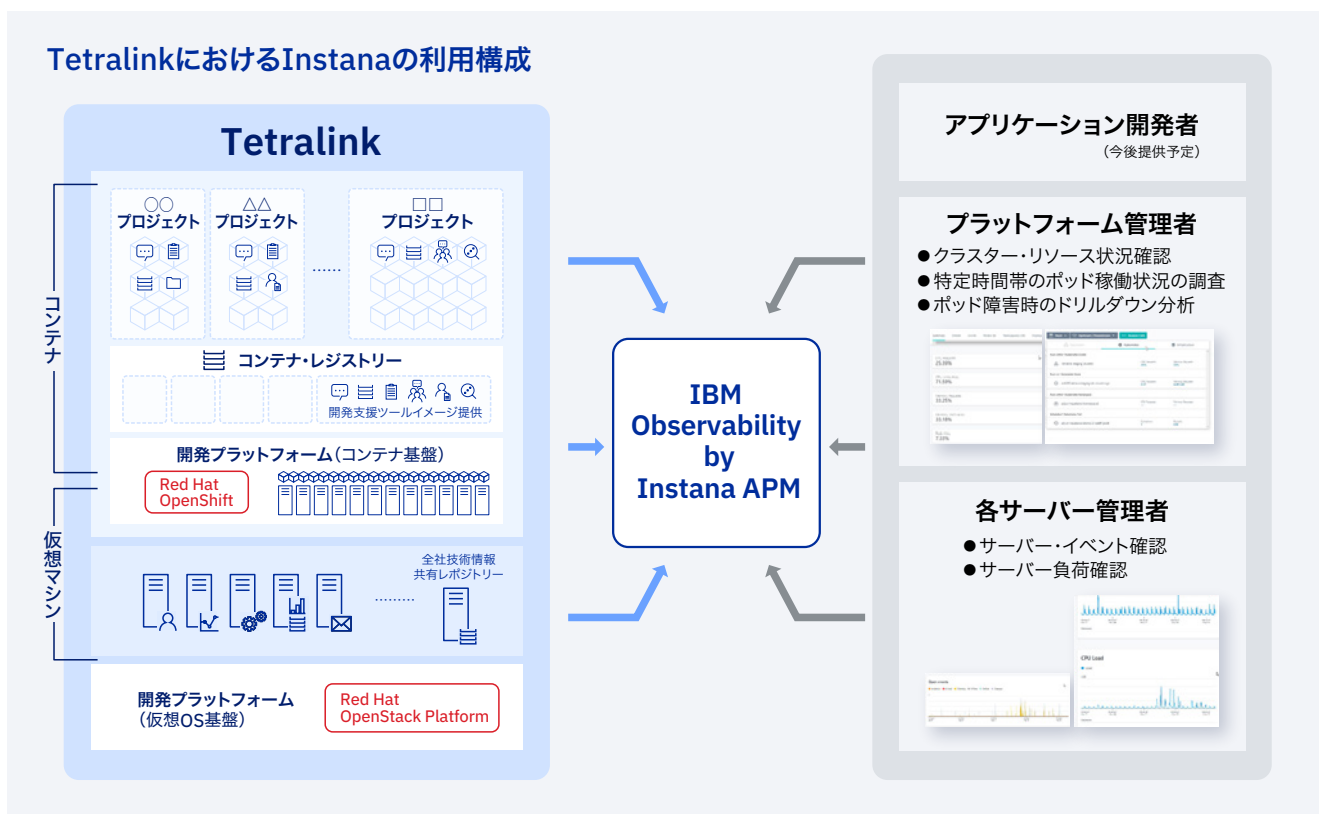 TetralinkにおけるInstanaの利用構成
Tetralink
コンテナ
○○
プロジェクト
△△
プロジェクト
……
□□
プロジェクト
コンテナ・レジストリー
開発支援ツールイメージ提供
開発プラットフォーム（コンテナ基盤）
Red Hat
OpenShift
仮想マシン
全社技術情報
共有レポジトリー
………
開発プラットフォーム
（仮想OS基盤）
Red Hat
OpenStack Platform
IBM
Observability
by
Instana APM
アプリケーション開発者
（今後提供予定）
プラットフォーム管理者
●クラスター・リソース状況確認
●特定時間帯のポッド稼働状況の調査
●ポッド障害時のドリルダウン分析
各サーバー管理者
●サーバー・イベント確認
●サーバー負荷確認
CPU Load